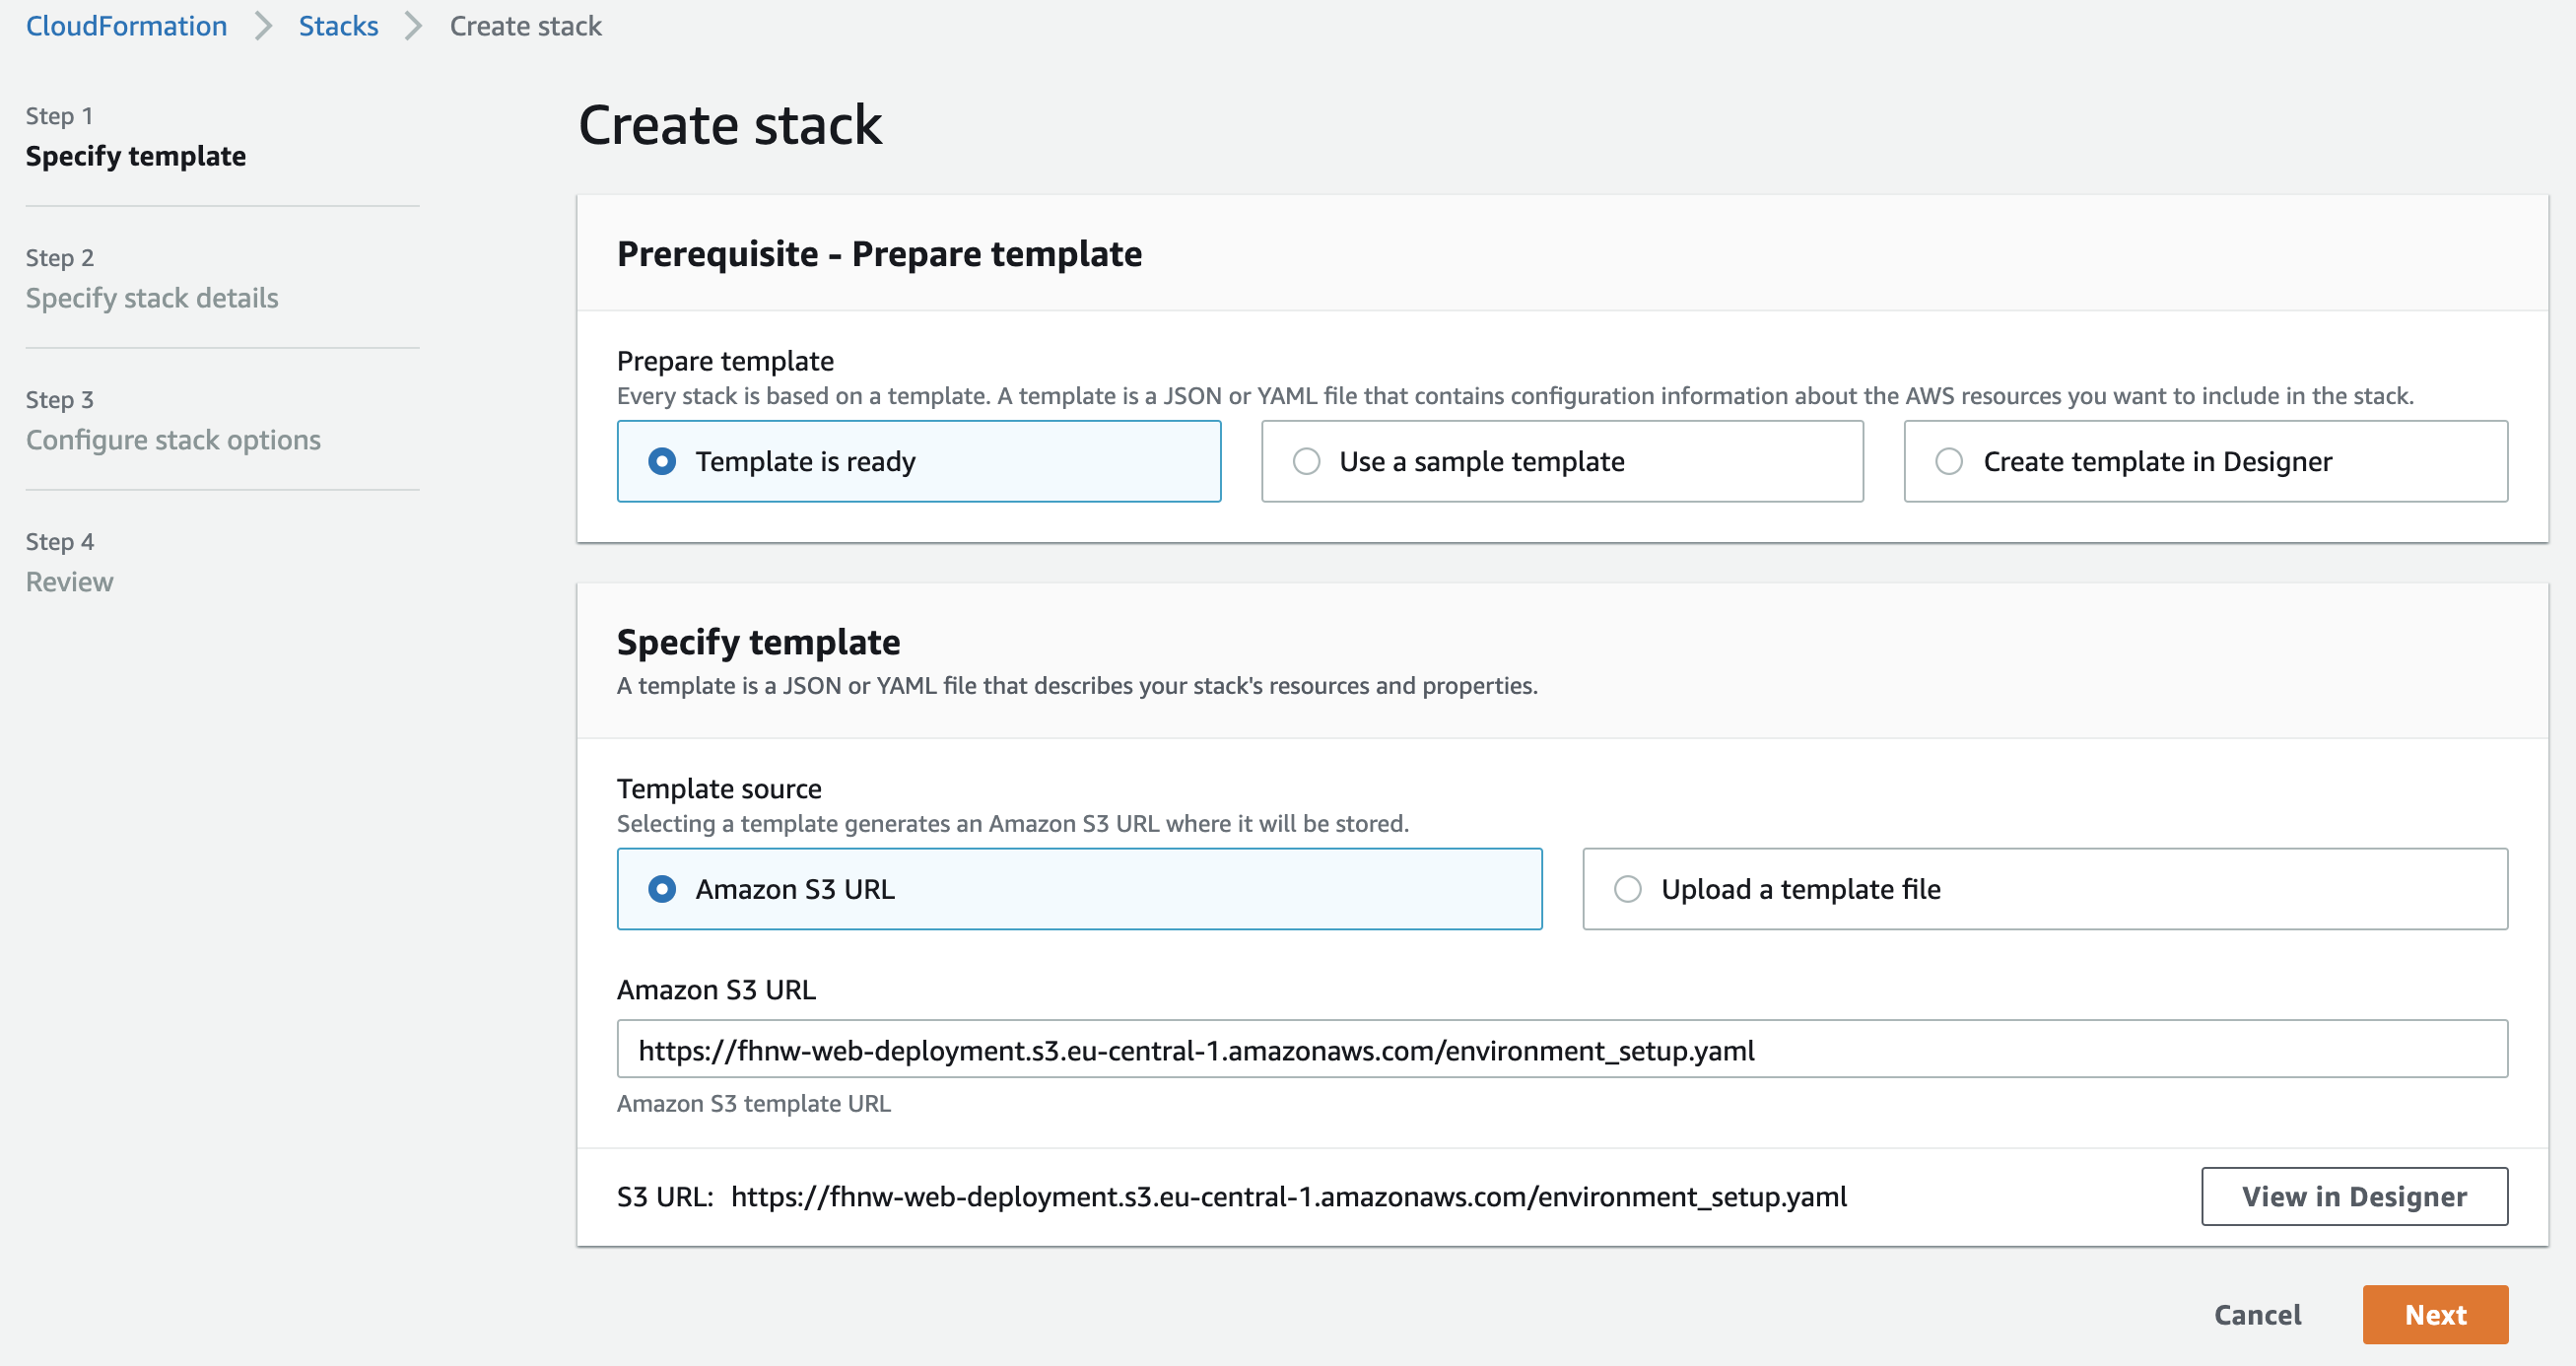 CloudFormation > Stacks > Create stack
Step 1
Specify template
Step 2
Specify stack details
Step 3
Configure stack options
Step 4
Review
Create stack
Prerequisite - Prepare template
Prepare template
Every stack is based on a template. A template is a JSON or YAML file that contains configuration information about the AWS resources you want to include in the stack.
Template is ready
Use a sample template
Create template in Designer
Specify template
A template is a JSON or YAML file that describes your stack's resources and properties.
Template source
Selecting a template generates an Amazon S3 URL where it will be stored.
Amazon S3 URL
Upload a template file
Amazon S3 URL
https://fhnw-web-deployment.s3.eu-central-1.amazonaws.com/environment_setup.yaml
Amazon S3 template URL
S3 URL: https://fhnw-web-deployment.s3.eu-central-1.amazonaws.com/environment_setup.yaml
View in Designer
Cancel
Next